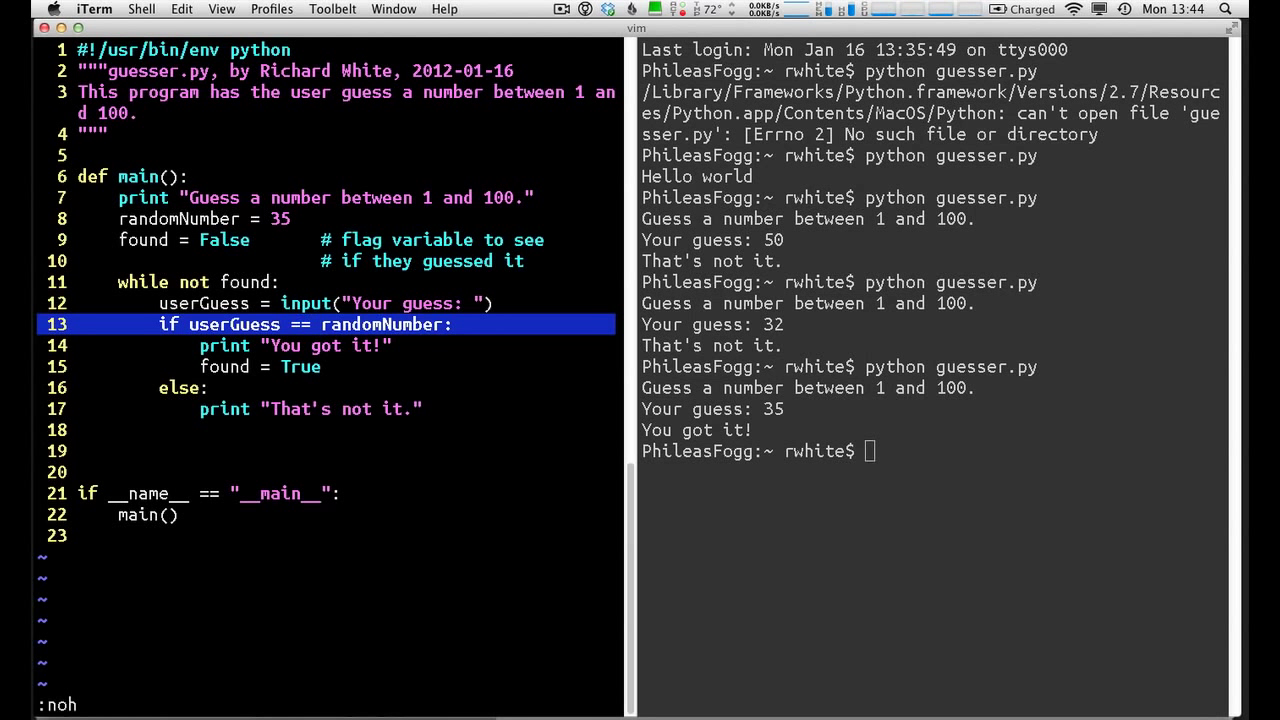 iTerm Shell Edit View Profiles Toolbelt Window Help 72° 0.0KB/s 0.0KB/s Charged Mon 13:44
vim
1 #!/usr/bin/env python
2 """guesser.py, by Richard White, 2012-01-16
3 This program has the user guess a number between 1 an
d 100.
4 """
5
6 def main():
7 print "Guess a number between 1 and 100."
8 randomNumber = 35
9 found = False # flag variable to see
10 # if they guessed it
11 while not found:
12 userGuess = input("Your guess: ")
13 if userGuess == randomNumber:
14 print "You got it!"
15 found = True
16 else:
17 print "That's not it."
18
19
20
21 if __name__ == "__main__":
22 main()
23
~
~
~
~
~
~
~
:noh
Last login: Mon Jan 16 13:35:49 on ttys000
PhileasFogg:~ rwhite$ python guesser.py
/Library/Frameworks/Python.framework/Versions/2.7/Resourc
es/Python.app/Contents/MacOS/Python: can't open file 'gue
sser.py': [Errno 2] No such file or directory
PhileasFogg:~ rwhite$ python guesser.py
Hello world
PhileasFogg:~ rwhite$ python guesser.py
Guess a number between 1 and 100.
Your guess: 50
That's not it.
PhileasFogg:~ rwhite$ python guesser.py
Guess a number between 1 and 100.
Your guess: 32
That's not it.
PhileasFogg:~ rwhite$ python guesser.py
Guess a number between 1 and 100.
Your guess: 35
You got it!
PhileasFogg:~ rwhite$